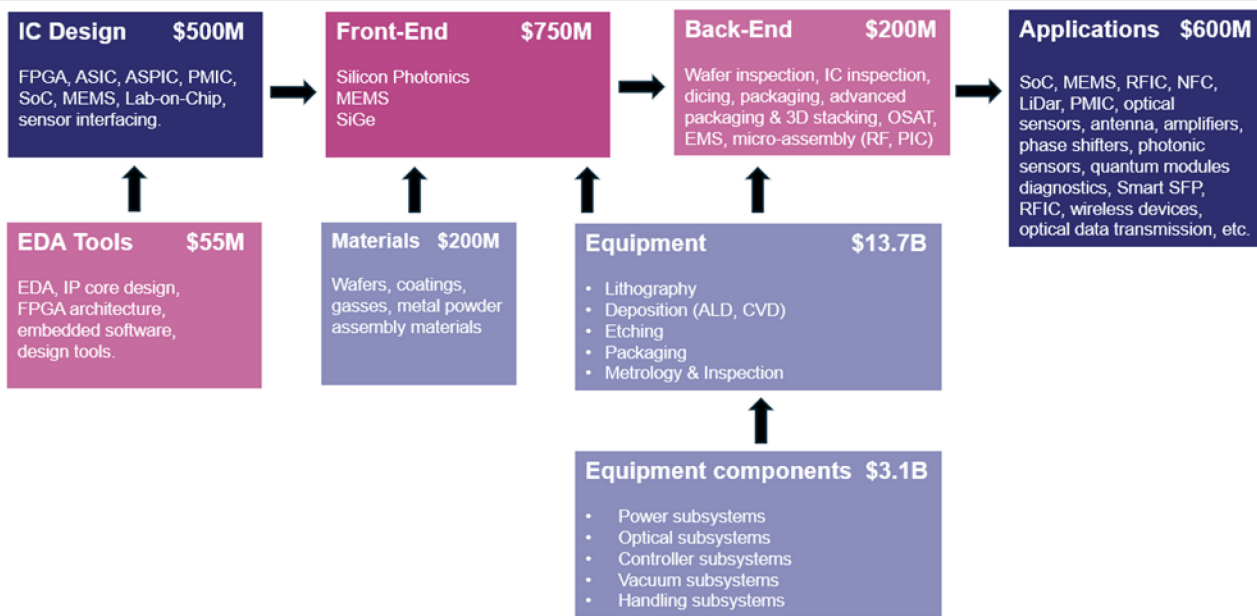 IC Design $500M
FPGA, ASIC, ASPIC, PMIC,
SoC, MEMS, Lab-on-Chip,
sensor interfacing.
Front-End $750M
Silicon Photonics
MEMS
SiGe
Back-End $200M
Wafer inspection, IC inspection,
dicing, packaging, advanced
packaging & 3D stacking, OSAT,
EMS, micro-assembly (RF, PIC)
Applications $600M
SoC, MEMS, RFIC, NFC,
LiDar, PMIC, optical
sensors, antenna, amplifiers,
phase shifters, photonic
sensors, quantum modules
diagnostics, Smart SFP,
RFIC, wireless devices,
optical data transmission, etc.
EDA Tools $55M
EDA, IP core design,
FPGA architecture,
embedded software,
design tools.
Materials $200M
Wafers, coatings,
gasses, metal powder
assembly materials
Equipment $13.7B
• Lithography
• Deposition (ALD, CVD)
• Etching
• Packaging
• Metrology & Inspection
Equipment components $3.1B
• Power subsystems
• Optical subsystems
• Controller subsystems
• Vacuum subsystems
• Handling subsystems